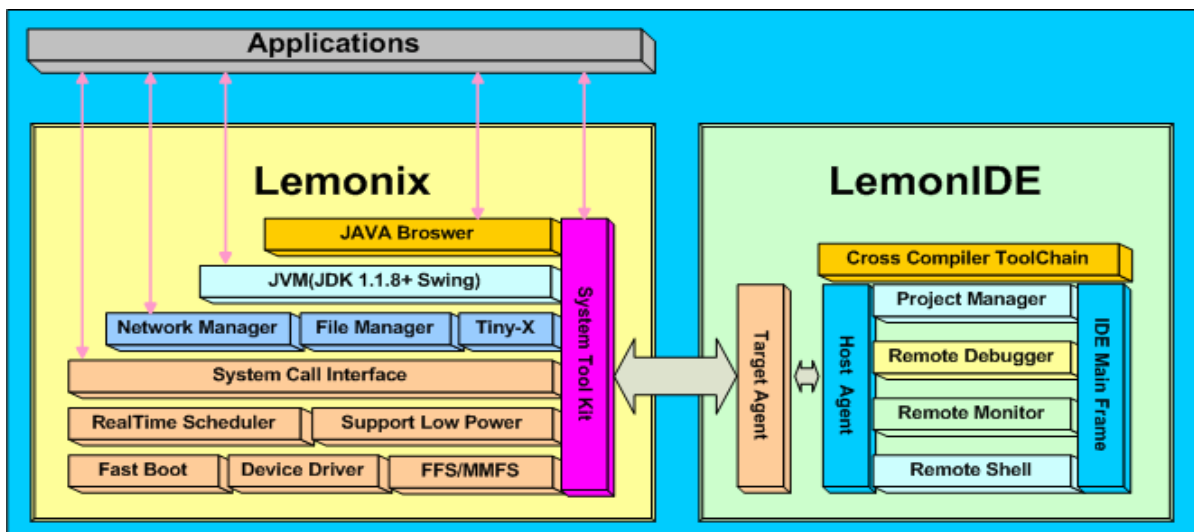 Applications
Lemonix
JAVA Broswer
JVM(JDK 1.1.8+ Swing)
Network Manager
File Manager
Tiny-X
System Call Interface
RealTime Scheduler
Support Low Power
Fast Boot
Device Driver
FFS/MMFS
System Tool Kit
LemonIDE
Cross Compiler ToolChain
Target Agent
Host Agent
Project Manager
Remote Debugger
Remote Monitor
Remote Shell
IDE Main Frame